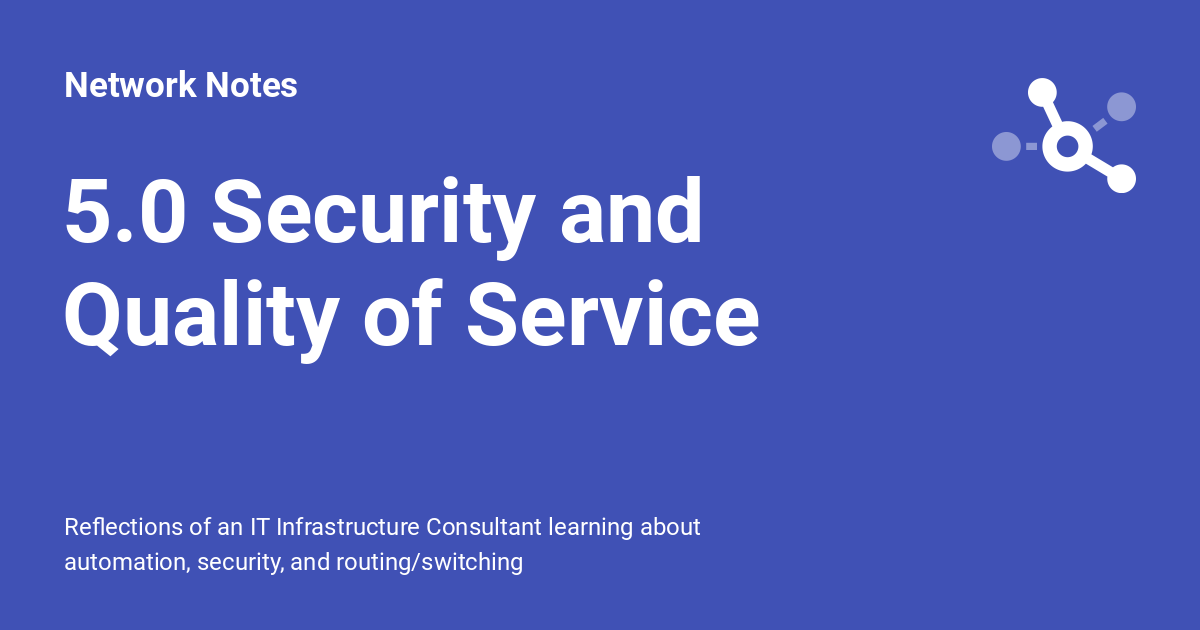 Network Notes
5.0 Security and
Quality of Service
Reflections of an IT Infrastructure Consultant learning about
automation, security, and routing/switching